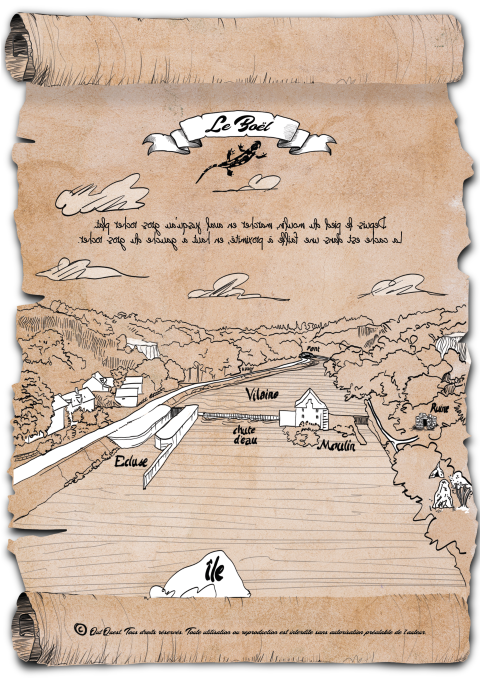 Le Boël
Depuis le pied du moulin, marcher en aval jusqu'au gros rocher plat.
La cache est dans une faille à proximité, en haut, à gauche du gros rocher
Pont
Vilaine
chute
d'eau
Moulin
Ruine
Ecluse
île
© Out Quest. Tous droits réservés. Toute utilisation ou reproduction est interdite sans autorisation préalable de l'auteur.